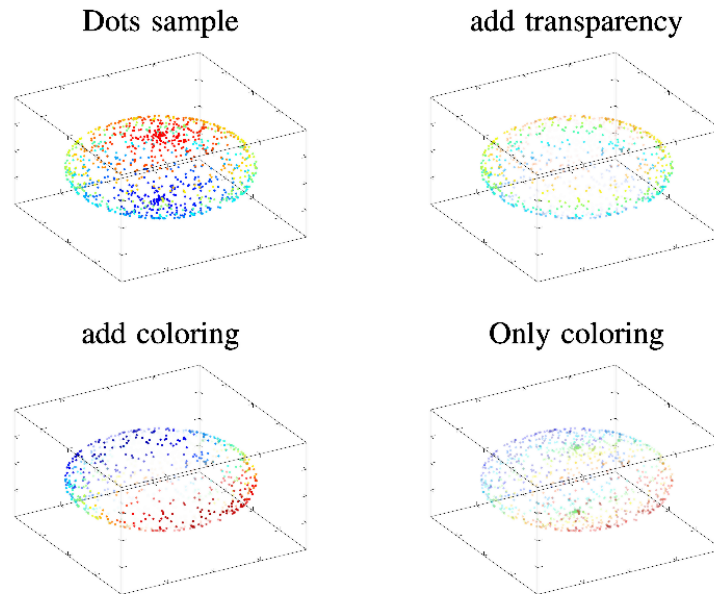 Dots sample
add transparency
add coloring
Only coloring